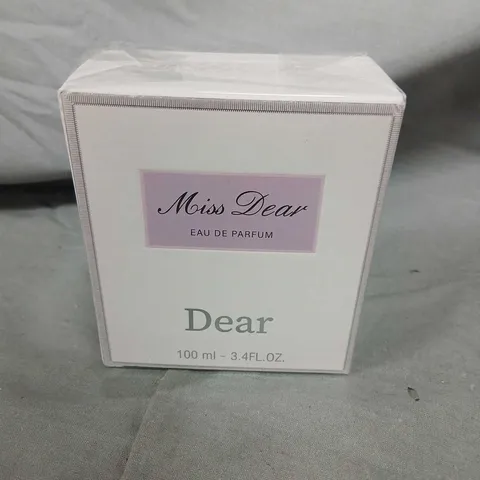 Miss Dear
EAU DE PARFUM
Dear
100 ml - 3.4FL.OZ.